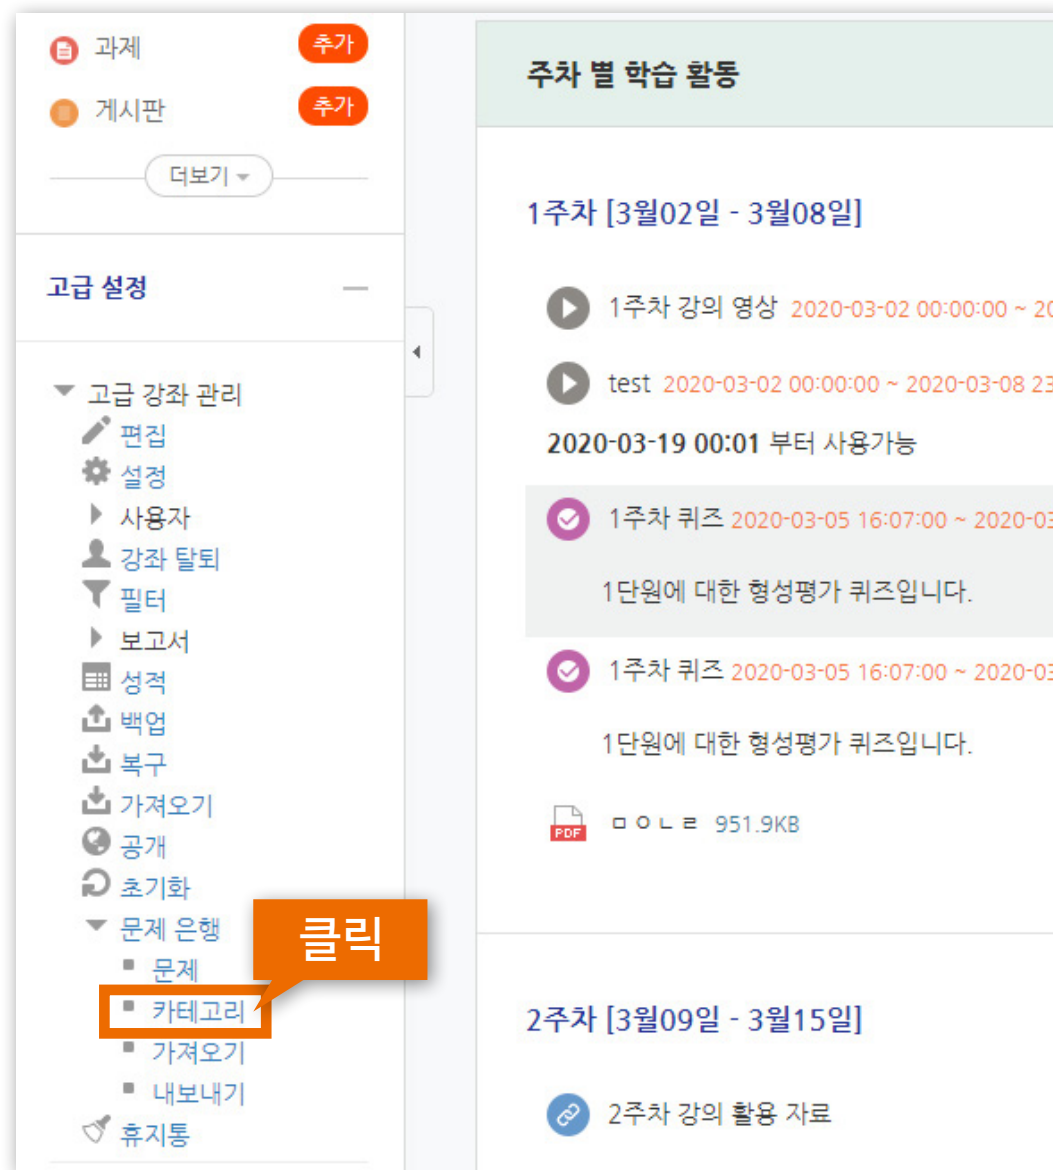 과제 추가
게시판 추가
더보기
고급 설정
고급 강좌 관리
편집
설정
사용자
강좌 탈퇴
필터
보고서
성적
백업
복구
가져오기
공개
초기화
문제 은행
클릭
문제
카테고리
가져오기
내보내기
휴지통
주차 별 학습 활동
1주차 [3월02일 - 3월08일]
1주차 강의 영상 2020-03-02 00:00:00 ~ 20
test 2020-03-02 00:00:00 ~ 2020-03-08 23
2020-03-19 00:01 부터 사용가능
1주차 퀴즈 2020-03-05 16:07:00 ~ 2020-03
1단원에 대한 형성평가 퀴즈입니다.
1주차 퀴즈 2020-03-05 16:07:00 ~ 2020-03
1단원에 대한 형성평가 퀴즈입니다.
PDF ㅁㅇㄴㄹ 951.9KB
2주차 [3월09일 - 3월15일]
2주차 강의 활용 자료